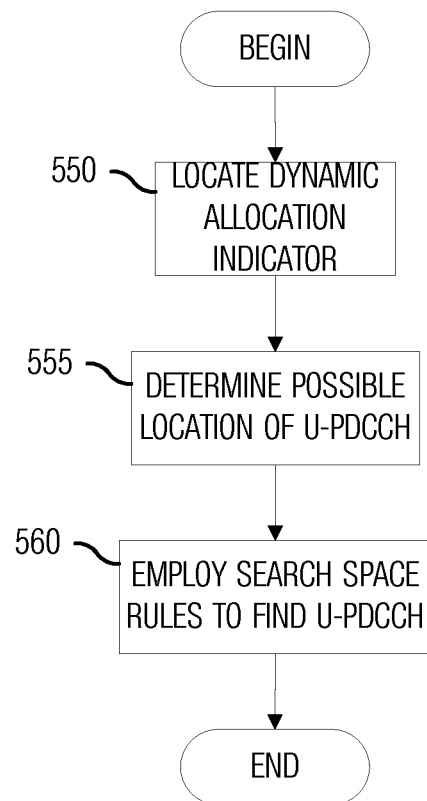 BEGIN
550
LOCATE DYNAMIC
ALLOCATION
INDICATOR
555
DETERMINE POSSIBLE
LOCATION OF U-PDCCH
560
EMPLOY SEARCH SPACE
RULES TO FIND U-PDCCH
END